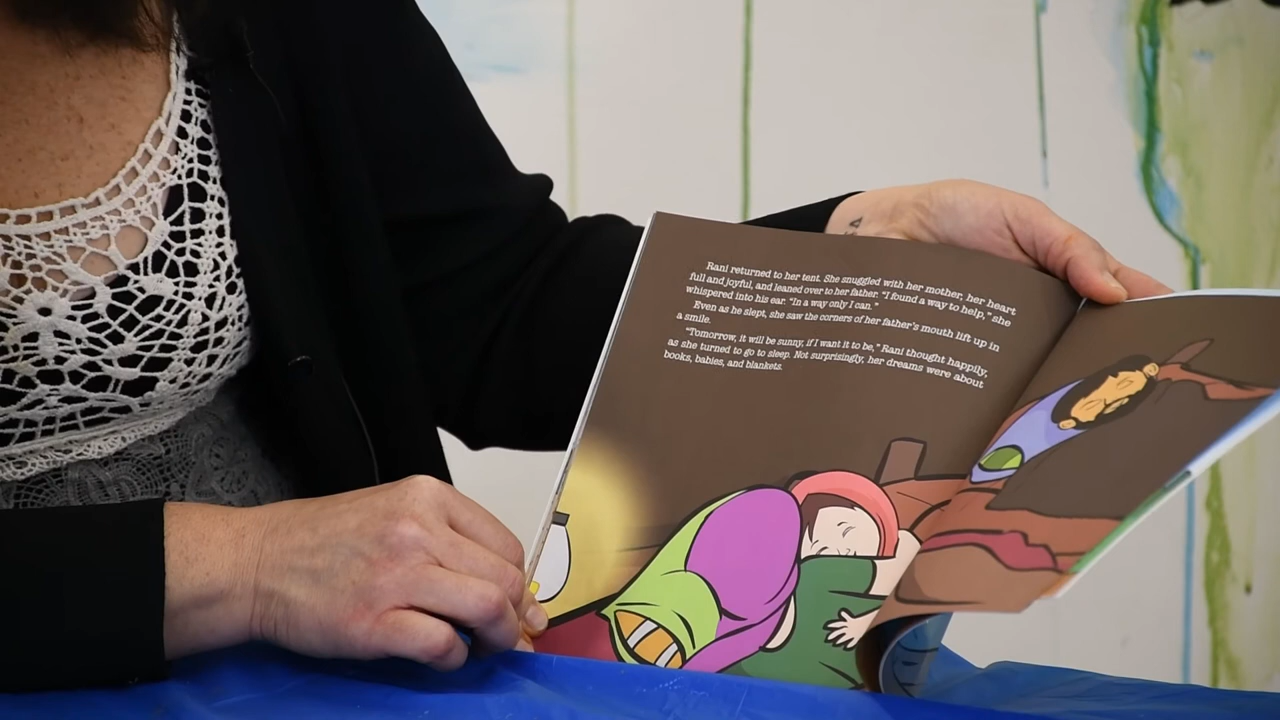 Rani returned to her tent. She snuggled with her mother, her heart
full and joyful, and leaned over to her father. "I found a way to help," she
whispered into his ear. "In a way only I can."
Even as he slept, she saw the corners of her father's mouth lift up in
a smile.
"Tomorrow, it will be sunny, if I want it to be," Rani thought happily,
as she turned to go to sleep. Not surprisingly, her dreams were about
books, babies, and blankets.